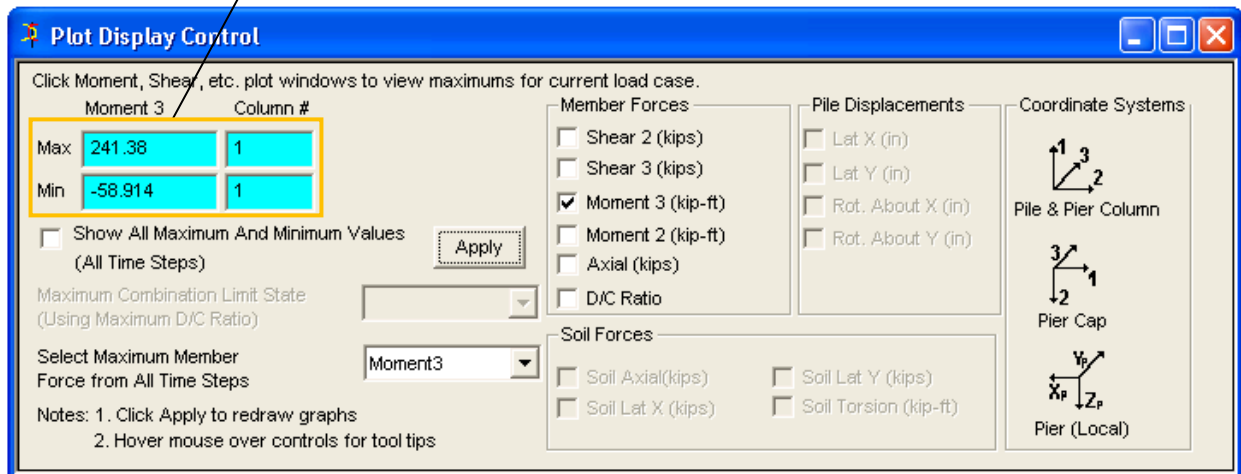 Plot Display Control
Click Moment, Shear, etc. plot windows to view maximums for current load case.
Moment 3 Column #
Max 241.38 1
Min -58.914 1
Show All Maximum And Minimum Values
(All Time Steps)
Apply
Maximum Combination Limit State
(Using Maximum D/C Ratio)
Select Maximum Member
Force from All Time Steps
Moment3
Notes: 1. Click Apply to redraw graphs
2. Hover mouse over controls for tool tips
Member Forces
Shear 2 (kips)
Shear 3 (kips)
Moment 3 (kip-ft)
Moment 2 (kip-ft)
Axial (kips)
D/C Ratio
Pile Displacements
Lat X (in)
Lat Y (in)
Rot. About X (in)
Rot. About Y (in)
Soil Forces
Soil Axial(kips)
Soil Lat Y (kips)
Soil Lat X (kips)
Soil Torsion (kip-ft)
Coordinate Systems
1
3
2
Pile & Pier Column
3
1
2
Pier Cap
Yp
Xp
Zp
Pier (Local)